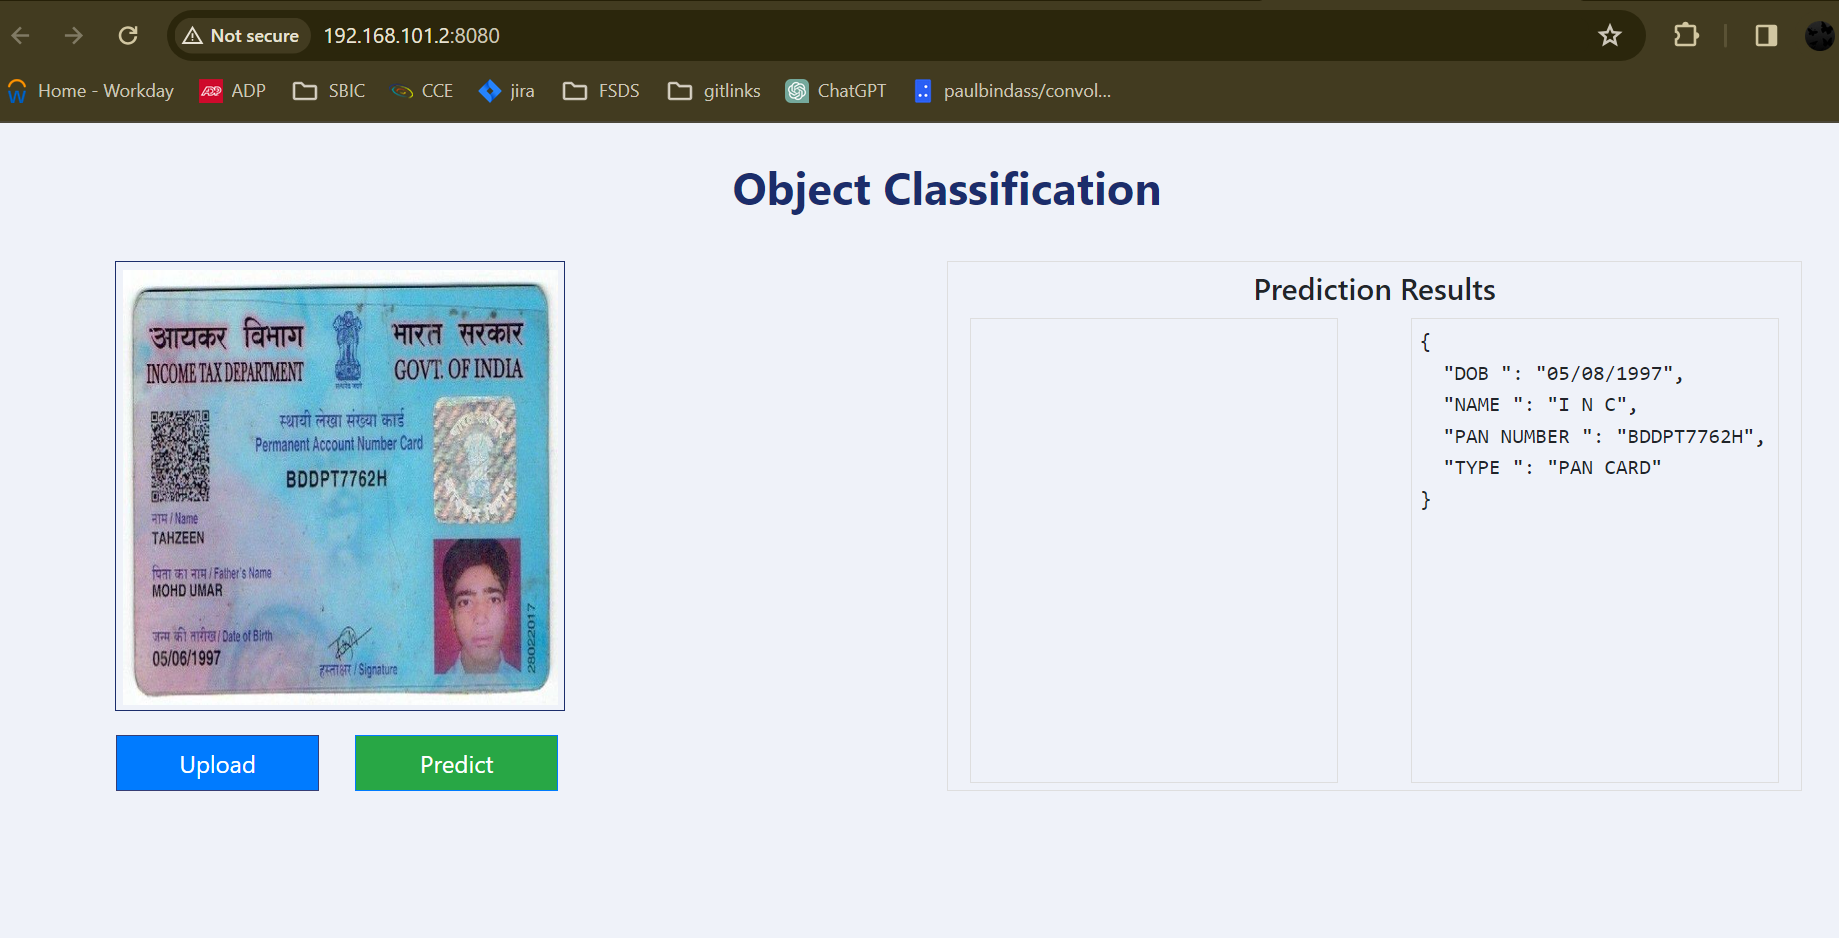 Not secure
192.168.101.2:8080
Home - Workday
ADP
SBIC
CCE
jira
FSDS
gitlinks
ChatGPT
paulbindass/convol...
Object Classification
आयकर विभाग
भारत सरकार
INCOME TAX DEPARTMENT
GOVT. OF INDIA
स्थायी लेखा संख्या कार्ड
Permanent Account Number Card
BDDPT7762H
नाम / Name
TAHZEEN
पिता का नाम / Father's Name
MOHD UMAR
जन्म की तारीख / Date of Birth
05/06/1997
हस्ताक्षर / Signature
28022017
Upload
Predict
Prediction Results
{
"DOB ": "05/08/1997",
"NAME ": "I N C",
"PAN NUMBER ": "BDDPT7762H",
"TYPE ": "PAN CARD"
}